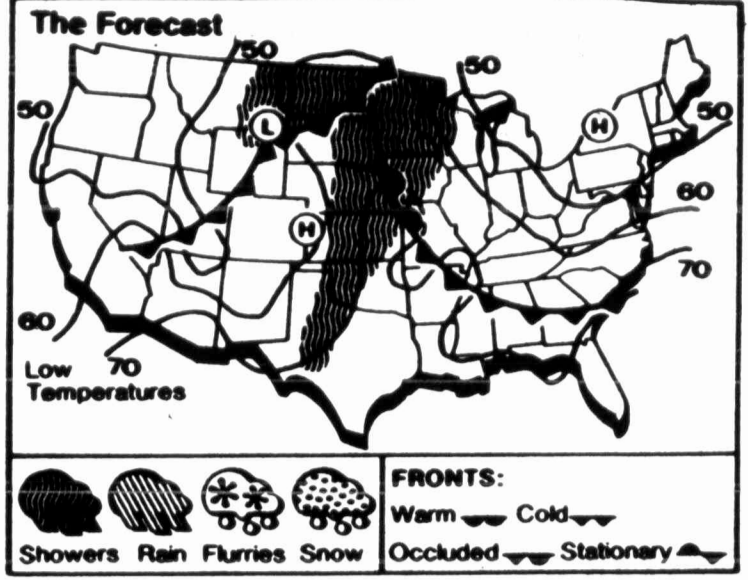 The Forecast
50
50
50
50
L
H
H
60
70
60
70
Low
Temperatures
Showers Rain Flurries Snow
FRONTS:
Warm Cold
Occluded Stationary